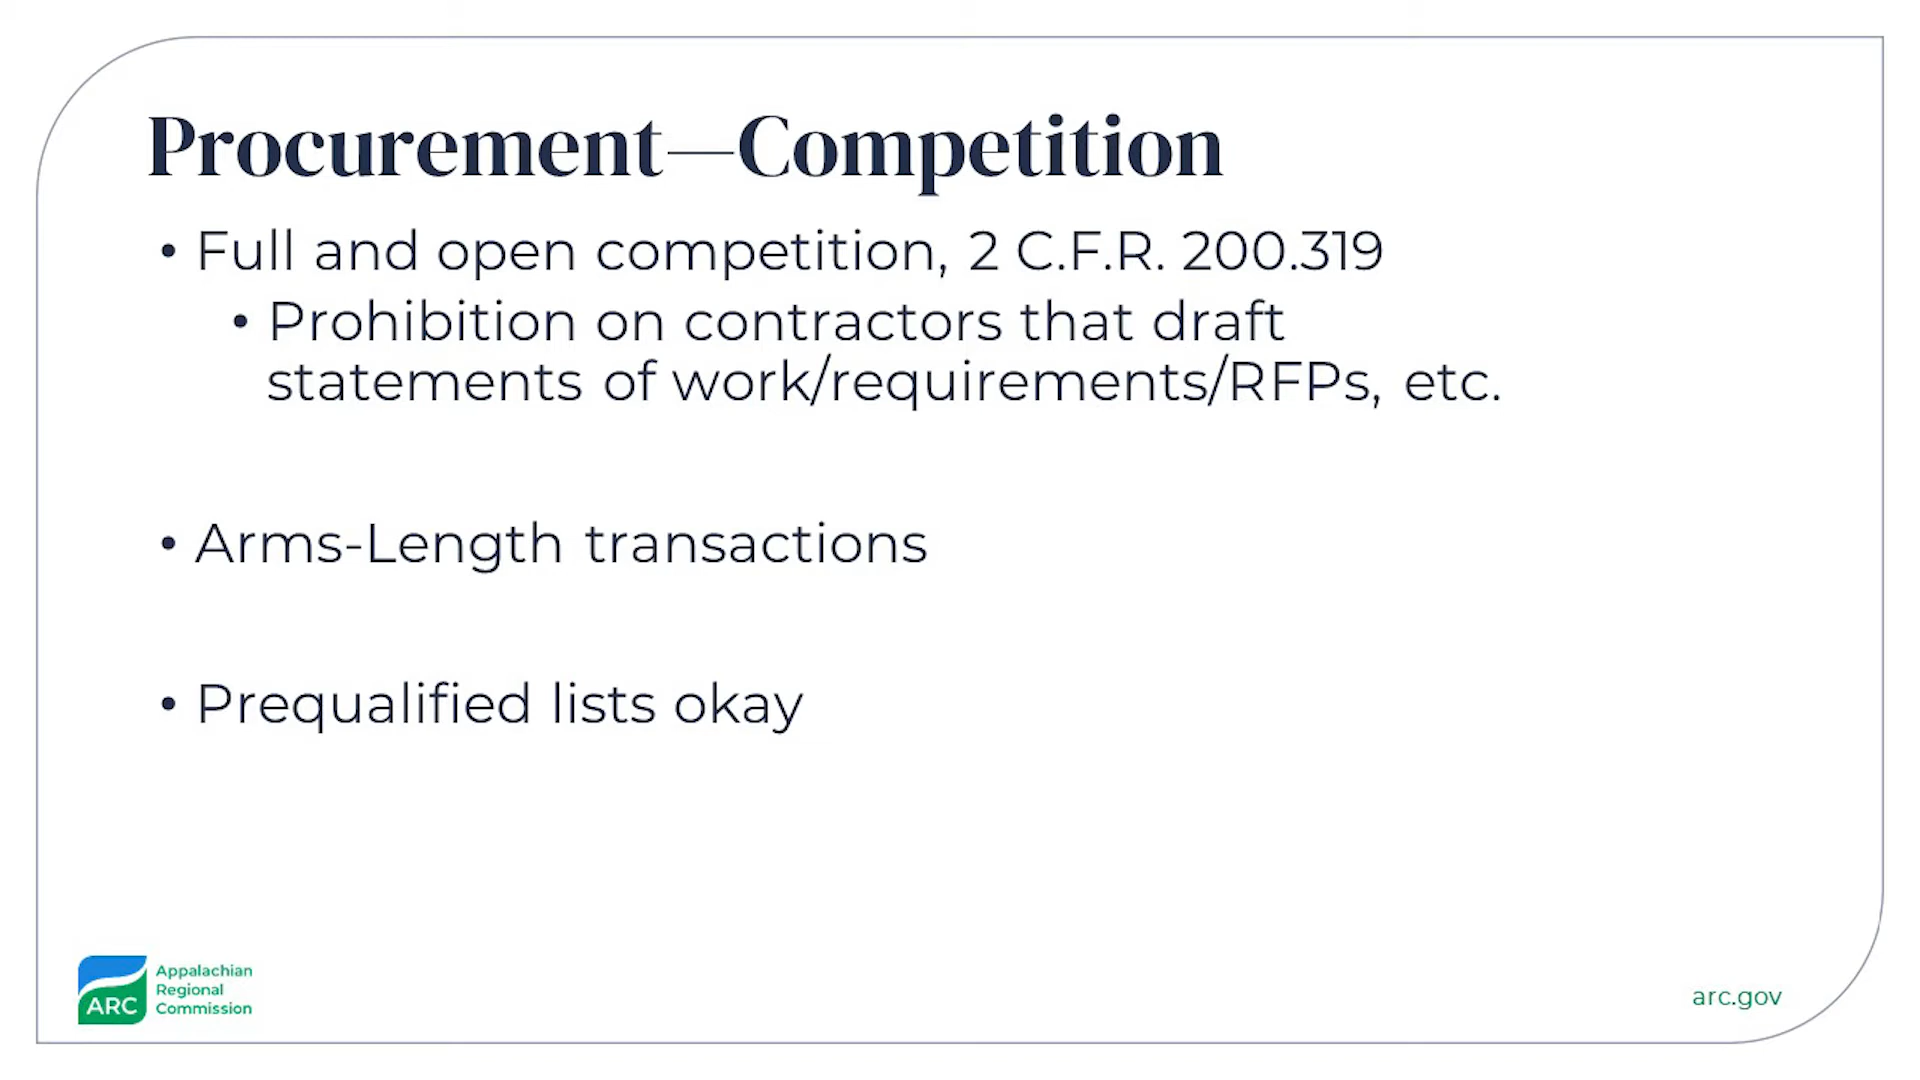 Procurement—Competition
• Full and open competition, 2 C.F.R. 200.319
• Prohibition on contractors that draft
statements of work/requirements/RFPs, etc.
• Arms-Length transactions
• Prequalified lists okay
ARC
Appalachian
Regional
Commission
arc.gov